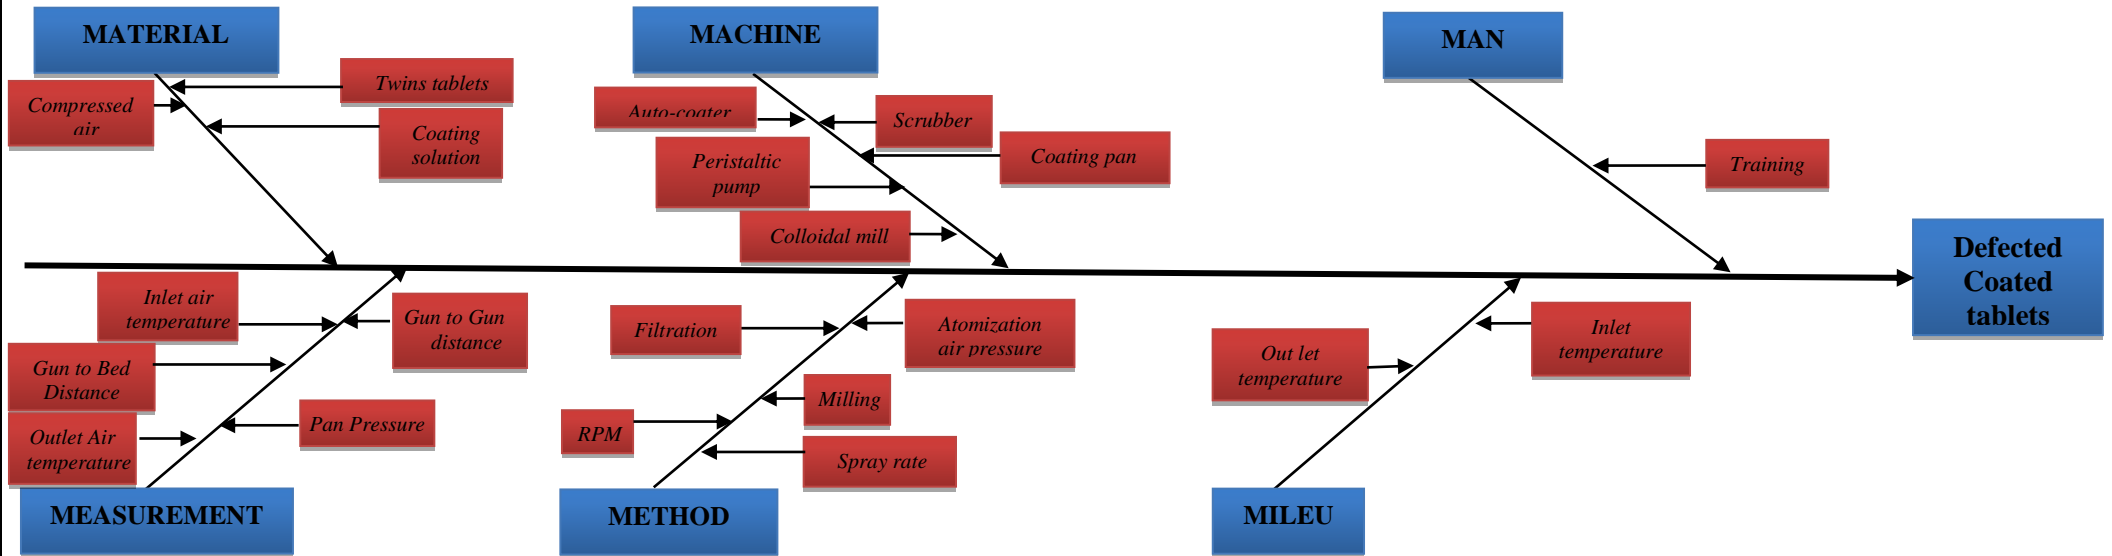 MATERIAL
MACHINE
MAN
Twins tablets
Compressed
air
Coating
solution
Auto-coater
Scrubber
Coating pan
Peristaltic
pump
Colloidal mill
Training
Defected
Coated
tablets
Inlet air
temperature
Gun to Gun
distance
Gun to Bed
Distance
Outlet Air
temperature
Pan Pressure
Filtration
Atomization
air pressure
Milling
RPM
Spray rate
Out let
temperature
Inlet
temperature
MEASUREMENT
METHOD
MILEU